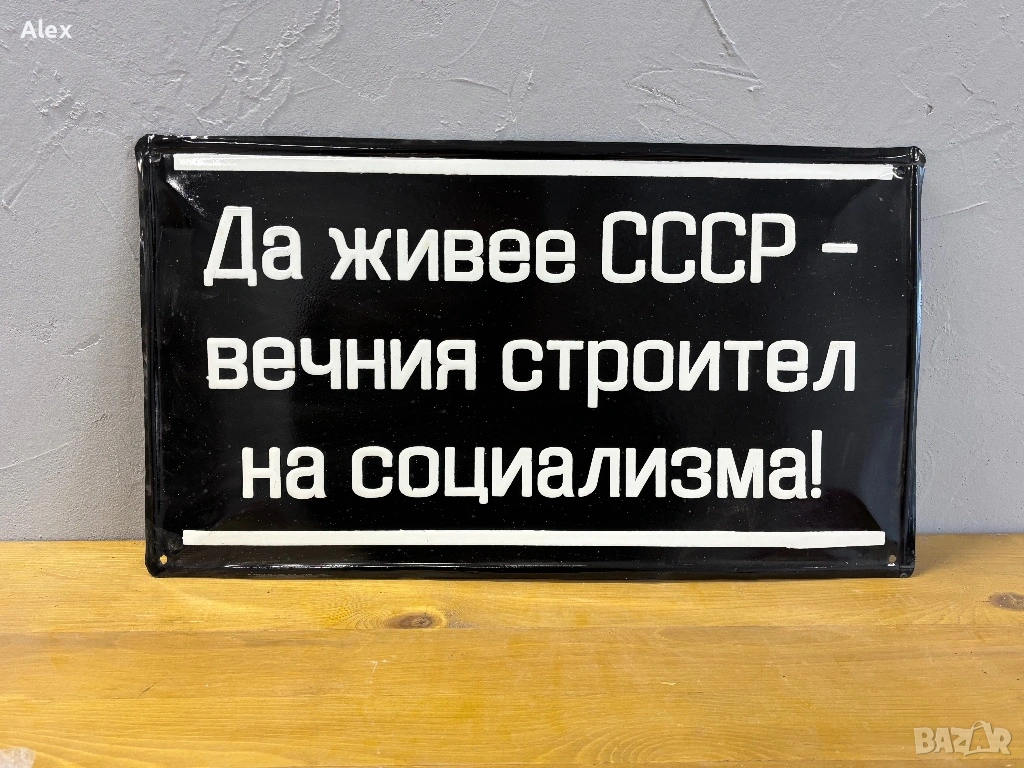 Alex
Да живее СССР –
вечния строител
на социализма!
BAZAR